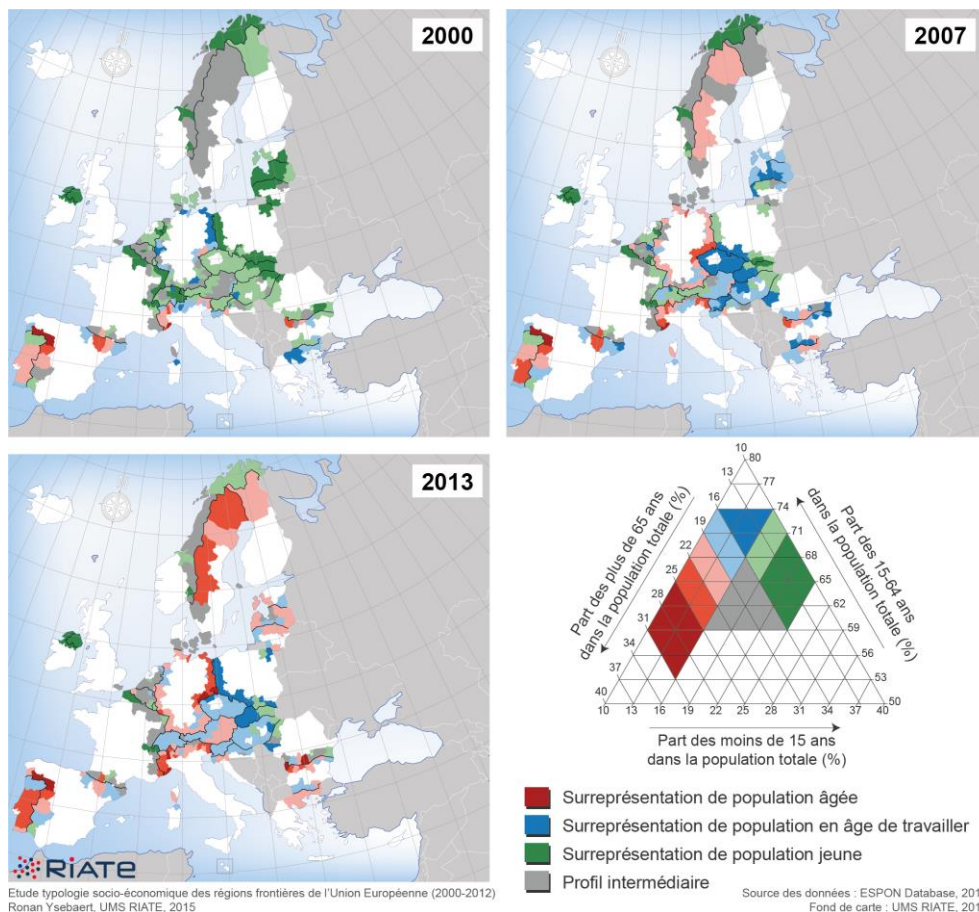 2000
2007
2013
10
80
13
77
16
74
19
71
22
68
25
65
28
62
31
59
34
56
37
53
40
50
10
13
16
19
22
25
28
31
34
37
40
Part des plus de 65 ans
dans la population totale (%)
Part des 15-64 ans
dans la population totale (%)
Part des moins de 15 ans
dans la population totale (%)
Surreprésentation de population âgée
Surreprésentation de population en âge de travailler
Surreprésentation de population jeune
Profil intermédiaire
RIATE
Etude typologie socio-économique des régions frontières de l'Union Européenne (2000-2012)
Ronan Ysebaert, UMS RIATE, 2015
Source des données : ESPON Database, 201
Fond de carte : UMS RIATE, 201